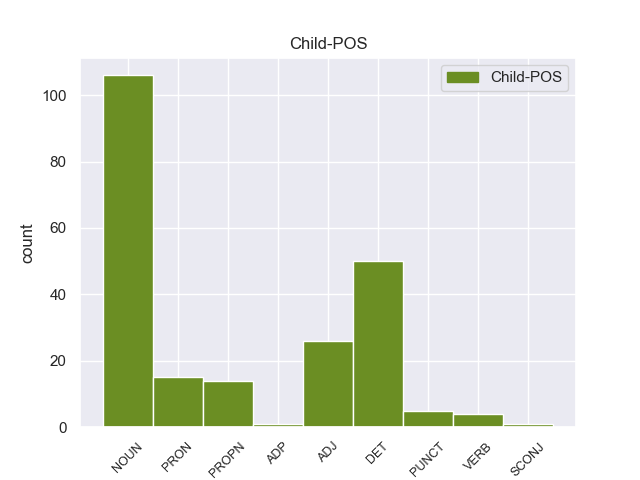 Child-POS
Child-POS
count
100
80
60
40
20
0
NOUN PRON PROPN ADP ADJ DET PUNCT VERB SCONJ